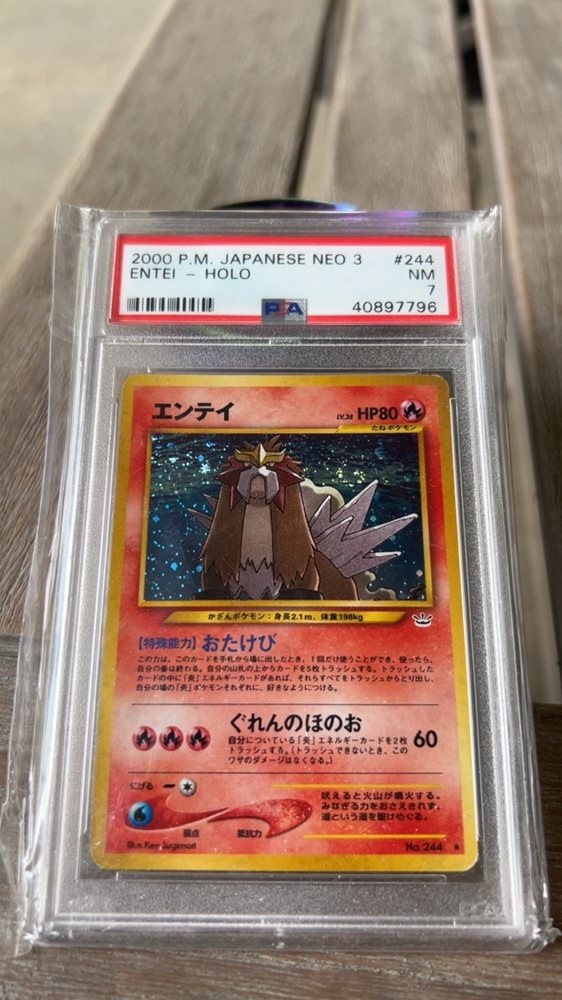 2000 P.M. JAPANESE NEO 3 #244
ENTEI - HOLO NM
7
PSA 40897796
エンテイ LV.38 HP80
たねポケモン
かざんポケモン：身長2.1m、体重198kg
【特殊能力】おたけび
この力は、このカードを手札から場に出したとき、1回だけ使うことができ、使ったら、
自分の番は終わる。自分の山札の上からカードを5枚トラッシュする。トラッシュした
カードの中に「炎」エネルギーカードがあれば、それらすべてをトラッシュからとり出し、
自分の場の「炎」ポケモンそれぞれに、好きなようにつける。
ぐれんのほのお
自分についている「炎」エネルギーカードを2枚
トラッシュする。(トラッシュできないとき、この
ワザのダメージはなくなる。)
60
にげる
弱点 抵抗力
吠えると火山が噴火する。
みなぎる力をおさえきれず、
道という道を駆けめぐる。
Illus. Ken Sugimori No. 244 ★